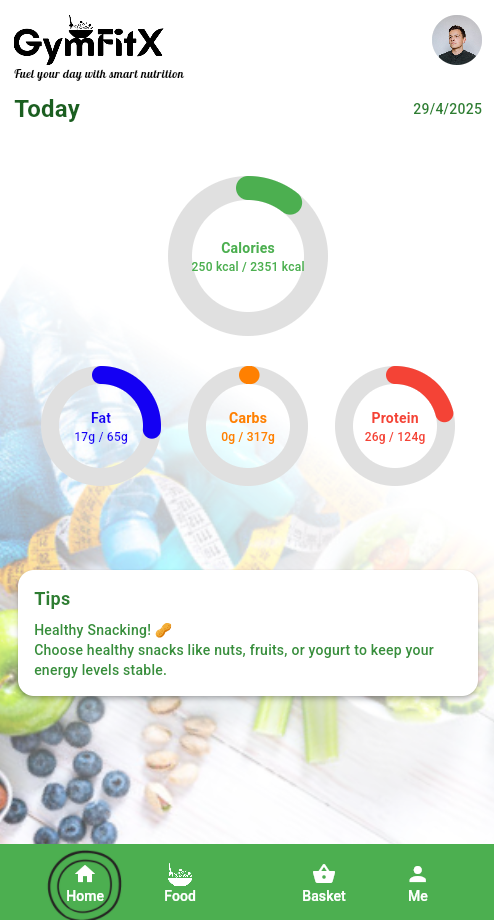 GymFitX
Fuel your day with smart nutrition
Today
29/4/2025
Calories
250 kcal / 2351 kcal
Fat
17g / 65g
Carbs
0g / 317g
Protein
26g / 124g
Tips
Healthy Snacking! 🥜
Choose healthy snacks like nuts, fruits, or yogurt to keep your
energy levels stable.
Home
Food
Basket
Me